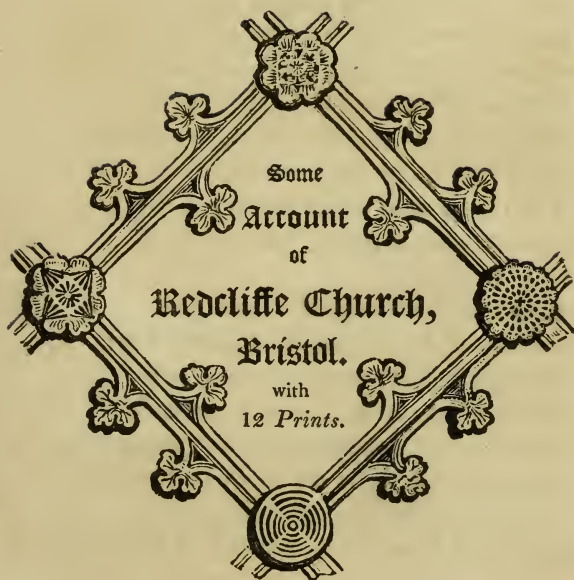 Some
Account
of
Redcliffe Church,
Bristol.
with
12 Prints.